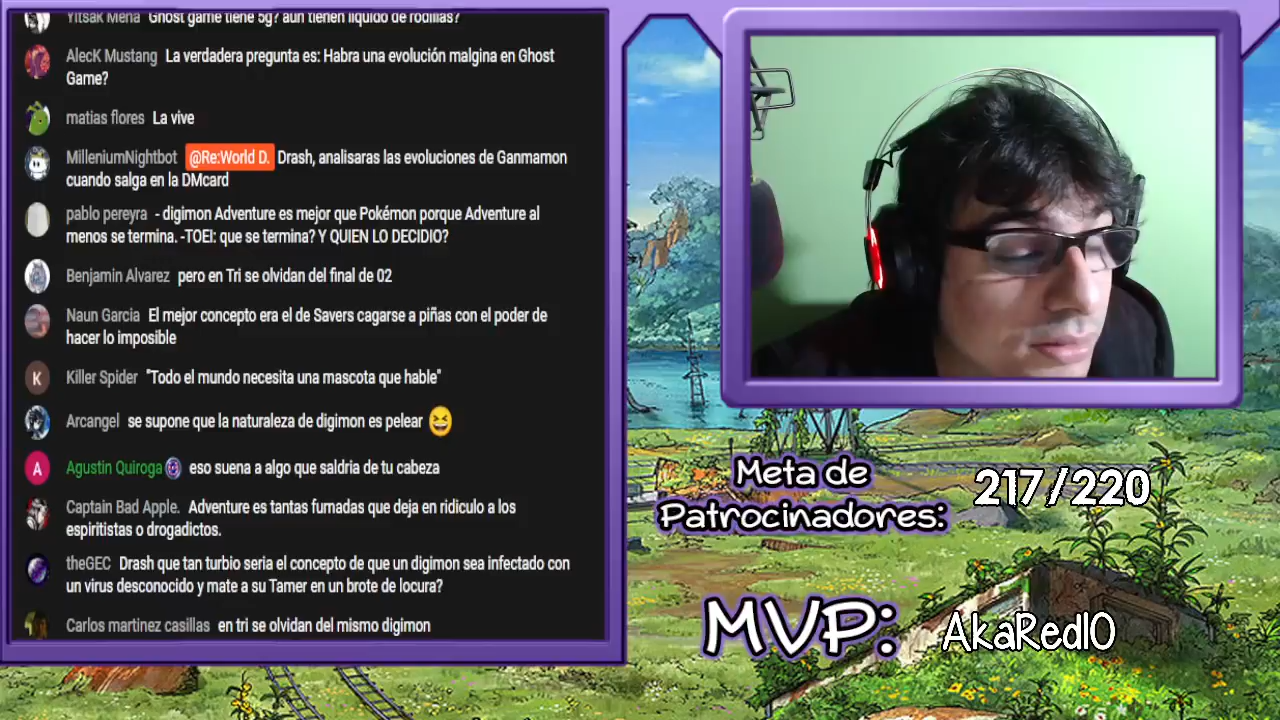 Yitsak Mena Ghost game tiene 5g? aun tienen liquido de rodillas?
AlecK Mustang La verdadera pregunta es: Habra una evolución malgina en Ghost
Game?
matias flores La vive
MilleniumNightbot @Re:World D. Drash, analisaras las evoluciones de Ganmamon
cuando salga en la DMcard
pablo pereyra - digimon Adventure es mejor que Pokémon porque Adventure al
menos se termina. -TOEI: que se termina? Y QUIEN LO DECIDIO?
Benjamin Alvarez pero en Tri se olvidan del final de 02
Naun Garcia El mejor concepto era el de Savers cagarse a piñas con el poder de
hacer lo imposible
K Killer Spider "Todo el mundo necesita una mascota que hable"
Arcangel se supone que la naturaleza de digimon es pelear
A Agustin Quiroga eso suena a algo que saldria de tu cabeza
Captain Bad Apple. Adventure es tantas fumadas que deja en ridiculo a los
espiritistas o drogadictos.
theGEC Drash que tan turbio seria el concepto de que un digimon sea infectado con
un virus desconocido y mate a su Tamer en un brote de locura?
Carlos martinez casillas en tri se olvidan del mismo digimon
Meta de
Patrocinadores:
217/220
MVP:
AkaRed10